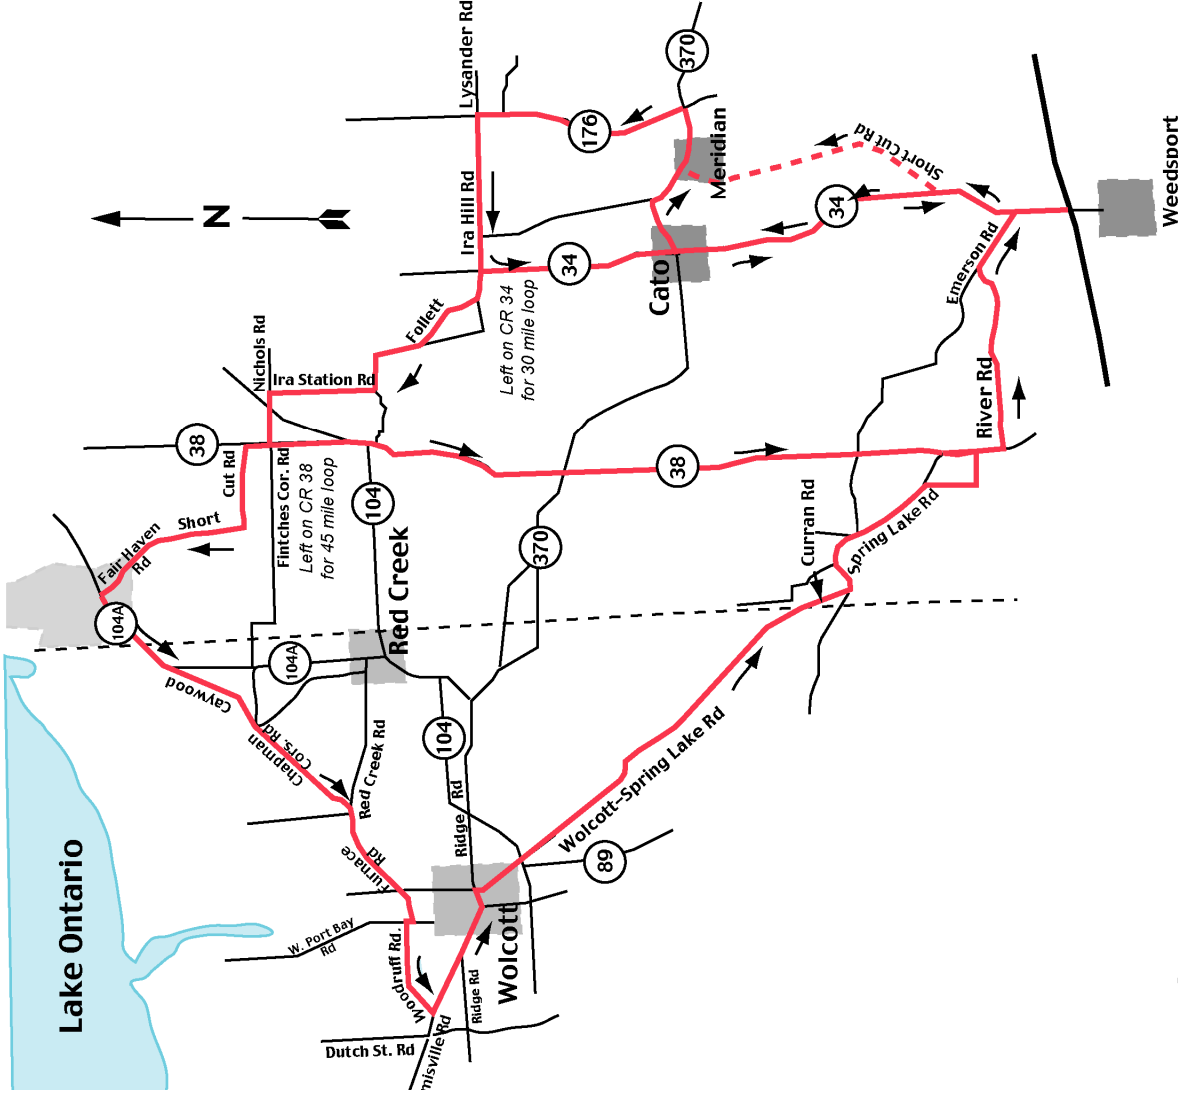 Lake Ontario
N
Lysander Rd
370
176
Meridian
Short Cut Rd
Weedsport
Ira Hill Rd
34
34
Cato
Emerson Rd
Follett
Left on CR 34
for 30 mile loop
Nichols Rd
Ira Station Rd
38
Cut Rd
Short
Fintches Cor. Rd
Left on CR 38
for 45 mile loop
104
38
River Rd
Fair Haven
Rd
104A
Red Creek
370
Curran Rd
Spring Lake Rd
104A
Caywood
Chapman
Cors. Rd
Red Creek Rd
104
Ridge Rd
Wolcott–Spring Lake Rd
89
Furnace
Rd
W. Port Bay
Rd
Woodruff Rd.
Wolcott
Ridge Rd
Dutch St. Rd
misville Rd